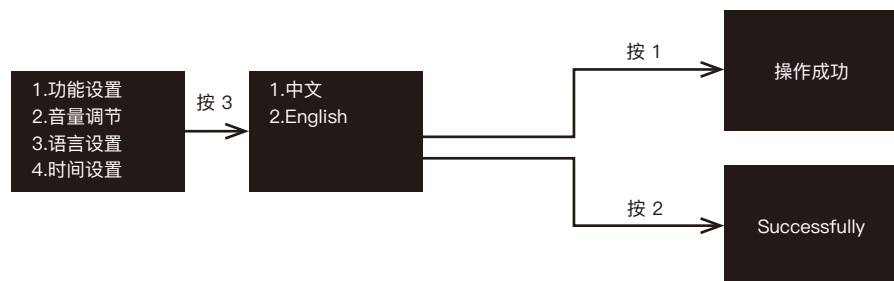 1.功能设置
2.音量调节
3.语言设置
4.时间设置
按 3
1.中文
2.English
按 1
操作成功
按 2
Successfully